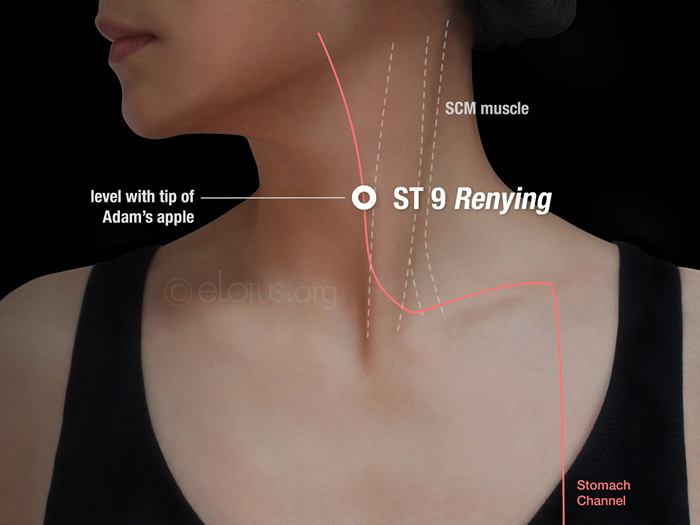 SCM muscle
level with tip of
Adam's apple
ST 9 Renying
© eLotus.org
Stomach
Channel